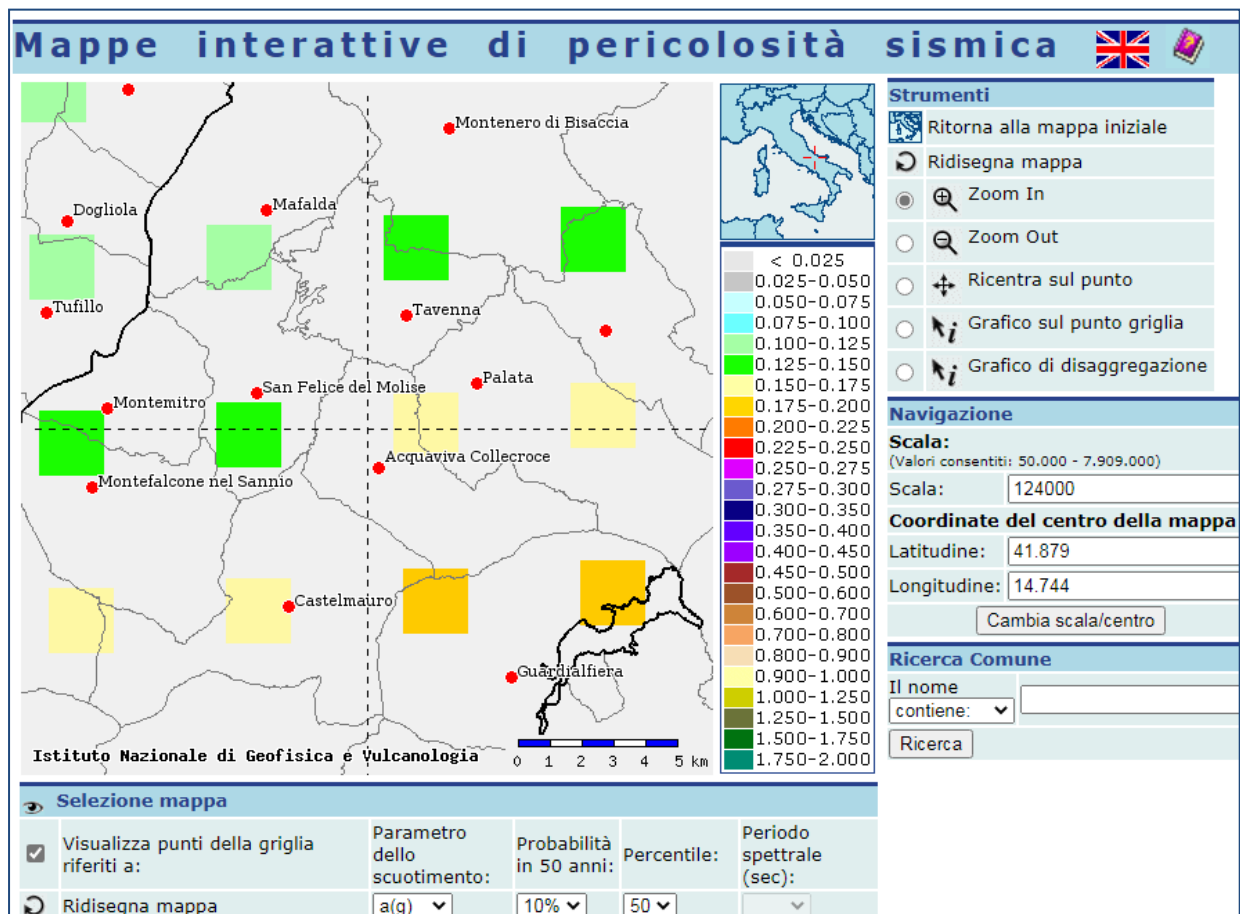 Mappe interattive di pericolosità sismica
Montenero di Bisaccia
Dogliola
Mafalda
Tufillo
Tavenna
San Felice del Molise
Palata
Montemitro
Acquaviva Collecroce
Montefalcone nel Sannio
Castelmauro
Guardialfiera
Istituto Nazionale di Geofisica e Vulcanologia
0 1 2 3 4 5 km
< 0.025
0.025-0.050
0.050-0.075
0.075-0.100
0.100-0.125
0.125-0.150
0.150-0.175
0.175-0.200
0.200-0.225
0.225-0.250
0.250-0.275
0.275-0.300
0.300-0.350
0.350-0.400
0.400-0.450
0.450-0.500
0.500-0.600
0.600-0.700
0.700-0.800
0.800-0.900
0.900-1.000
1.000-1.250
1.250-1.500
1.500-1.750
1.750-2.000
Strumenti
Ritorna alla mappa iniziale
Ridisegna mappa
Zoom In
Zoom Out
Ricentra sul punto
Grafico sul punto griglia
Grafico di disaggregazione
Navigazione
Scala:
(Valori consentiti: 50.000 - 7.909.000)
Scala: 124000
Coordinate del centro della mappa
Latitudine: 41.879
Longitudine: 14.744
Cambia scala/centro
Ricerca Comune
Il nome
contiene:
Ricerca
Selezione mappa
Visualizza punti della griglia
riferiti a:
Parametro
dello
scuotimento:
Probabilità
in 50 anni:
Percentile:
Periodo
spettrale
(sec):
Ridisegna mappa
a(g)
10%
50